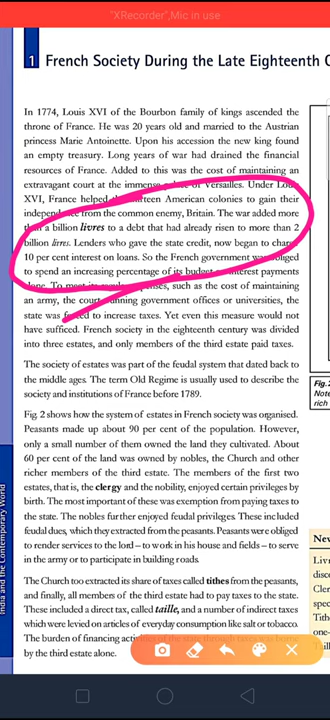 "XRecorder",Mic in use
1 French Society During the Late Eighteenth C
In 1774, Louis XVI of the Bourbon family of kings ascended the
throne of France. He was 20 years old and married to the Austrian
princess Marie Antoinette. Upon his accession the new king found
an empty treasury. Long years of war had drained the financial
resources of France. Added to this was the cost of maintaining an
extravagant court at the immense of Versailles. Under Louis
XVI, France helped the thirteen American colonies to gain their
independence from the common enemy, Britain. The war added more
than a billion livres to a debt that had already risen to more than 2
billion livres. Lenders who gave the state credit, now began to charge
10 per cent interest on loans. So the French government was obliged
to spend an increasing percentage of its budget on interest payments
alone. To meet its regular expenses, such as the cost of maintaining
an army, the court, running government offices or universities, the
state was forced to increase taxes. Yet even this measure would not
have sufficed. French society in the eighteenth century was divided
into three estates, and only members of the third estate paid taxes.
The society of estates was part of the feudal system that dated back to
the middle ages. The term Old Regime is usually used to describe the
society and institutions of France before 1789.
Fig. 2 shows how the system of estates in French society was organised.
Peasants made up about 90 per cent of the population. However,
only a small number of them owned the land they cultivated. About
60 per cent of the land was owned by nobles, the Church and other
richer members of the third estate. The members of the first two
estates, that is, the clergy and the nobility, enjoyed certain privileges by
birth. The most important of these was exemption from paying taxes to
the state. The nobles further enjoyed feudal privileges. These included
feudal dues, which they extracted from the peasants. Peasants were obliged
to render services to the lord – to work in his house and fields – to serve
in the army or to participate in building roads.
The Church too extracted its share of taxes called tithes from the peasants,
and finally, all members of the third estate had to pay taxes to the state.
These included a direct tax, called taille, and a number of indirect taxes
which were levied on articles of everyday consumption like salt or tobacco.
The burden of financing activities of the state through taxes was borne
by the third estate alone.
Fig.2
Note
rich
New
Livr
disc
Cler
spec
Tith
one-
Taill
India and the Contemporary World